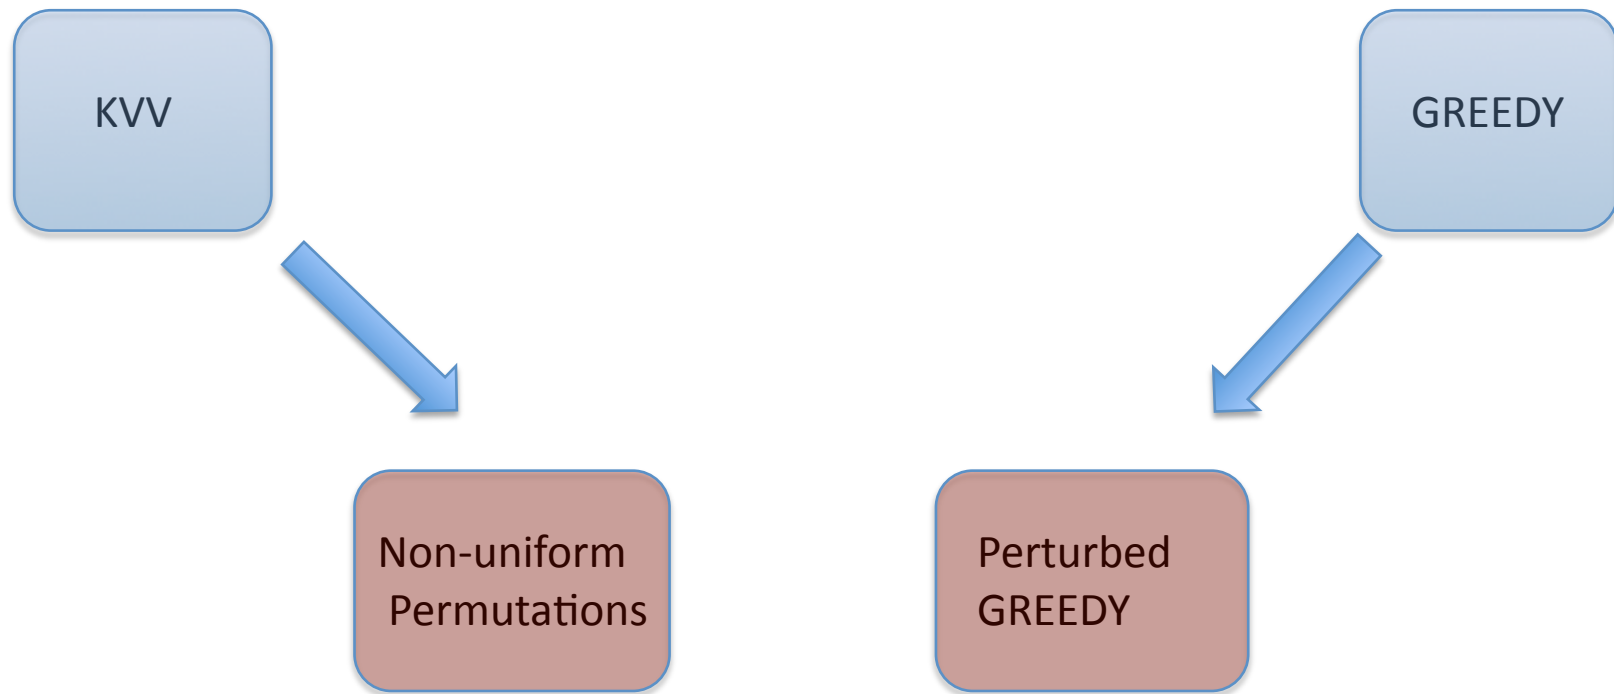 KVV
GREEDY
Non-uniform
Permutations
Perturbed
GREEDY